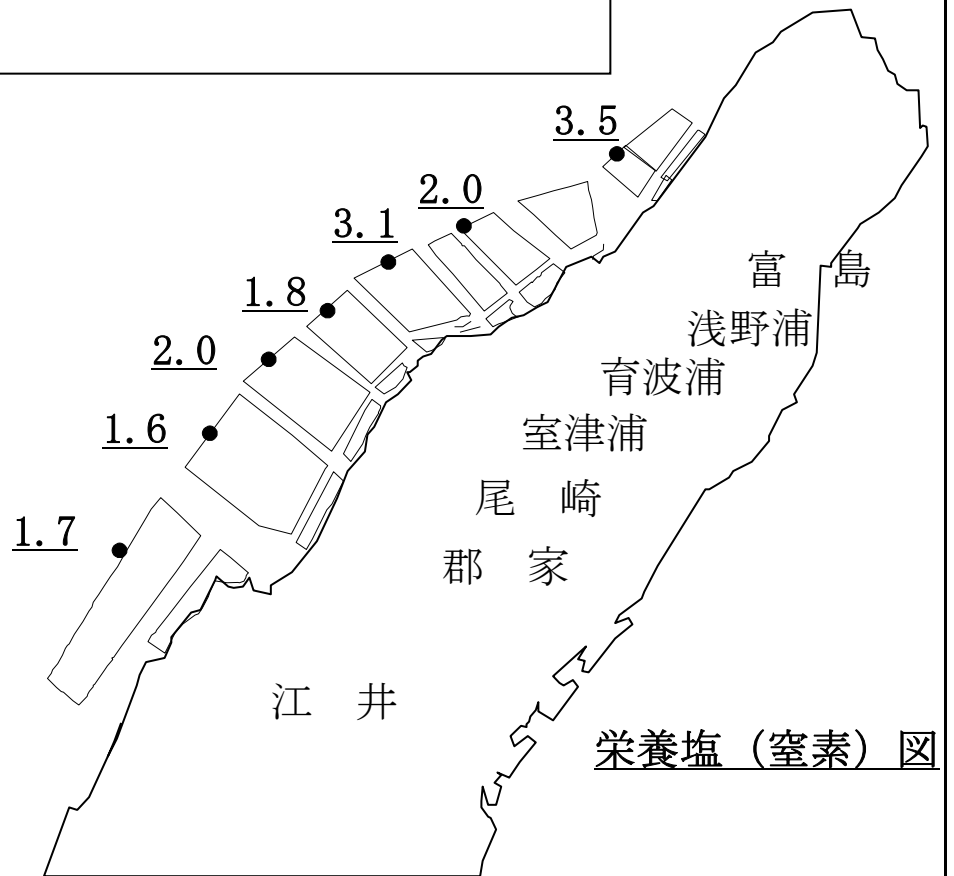 3.5
2.0
3.1
1.8
2.0
1.6
1.7
富　島
浅野浦
育波浦
室津浦
尾　崎
郡　家
江　井
栄養塩（窒素）図